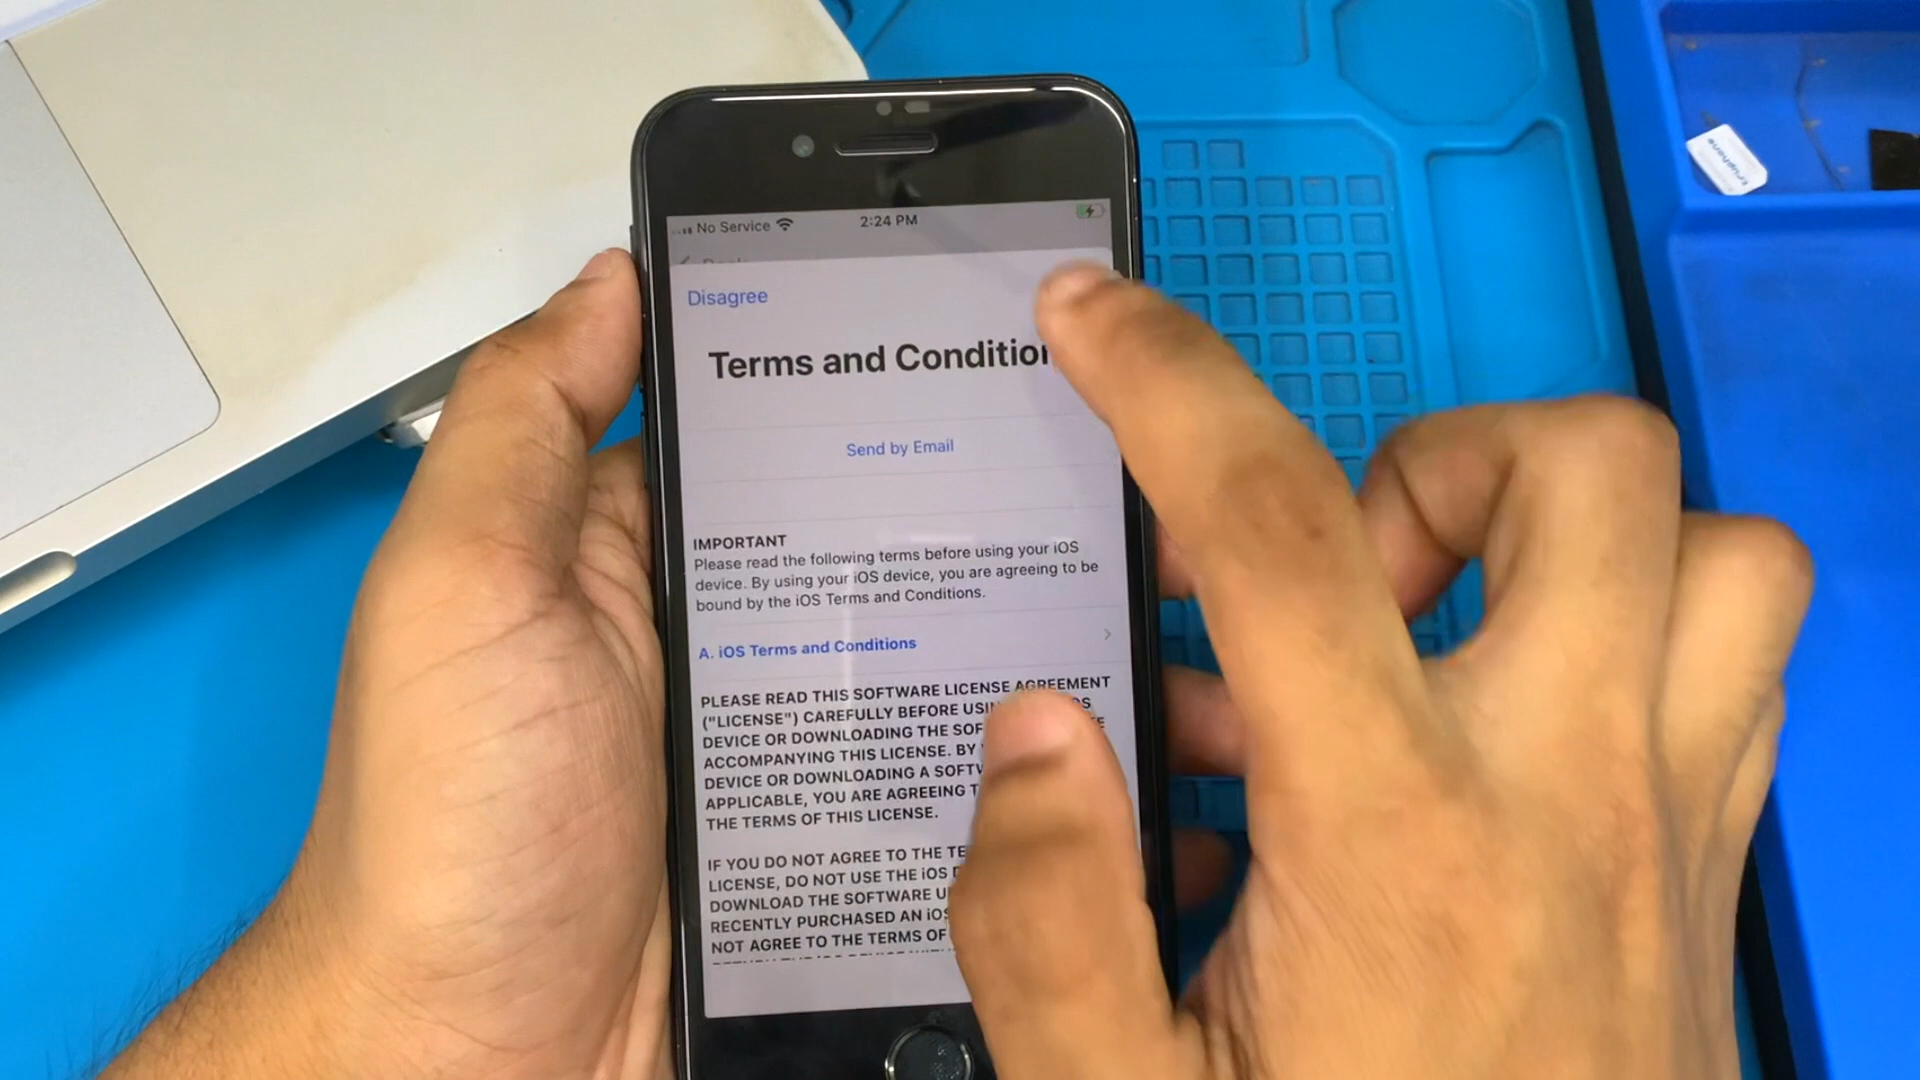 No Service
2:24 PM
Disagree
Terms and Condition
Send by Email
IMPORTANT
Please read the following terms before using your iOS
device. By using your iOS device, you are agreeing to be
bound by the iOS Terms and Conditions.
A. iOS Terms and Conditions
PLEASE READ THIS SOFTWARE LICENSE AGREEMENT
("LICENSE") CAREFULLY BEFORE
DEVICE OR DOWNLOADING THE
ACCOMPANYING THIS LICENSE. BY
DEVICE OR DOWNLOADING A
APPLICABLE, YOU ARE AGREEING
THE TERMS OF THIS LICENSE.
IF YOU DO NOT AGREE TO THE
LICENSE, DO NOT USE THE iOS
DOWNLOAD THE SOFTWARE
RECENTLY PURCHASED AN iOS
NOT AGREE TO THE TERMS OF
truphone